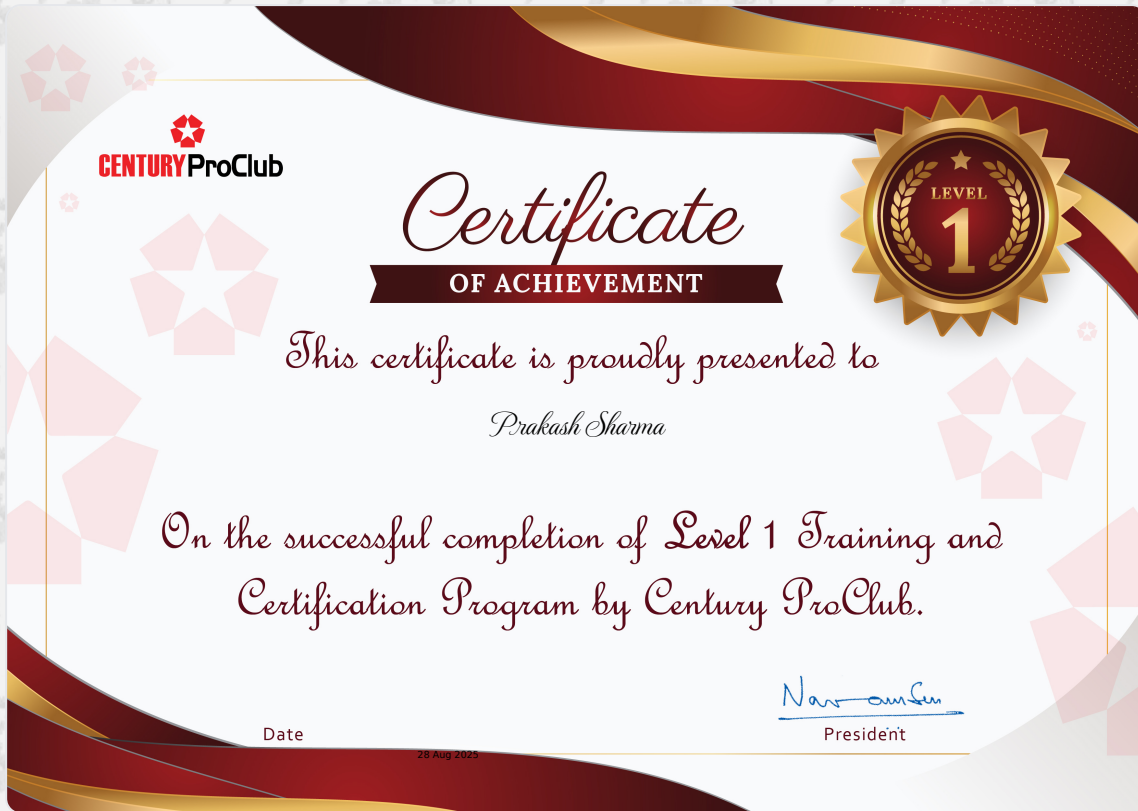 CENTURY ProClub
Certificate
OF ACHIEVEMENT
LEVEL
1
This certificate is proudly presented to
Prakash Sharma
On the successful completion of Level 1 Training and
Certification Program by Century ProClub.
Date
President
28 Aug 2025